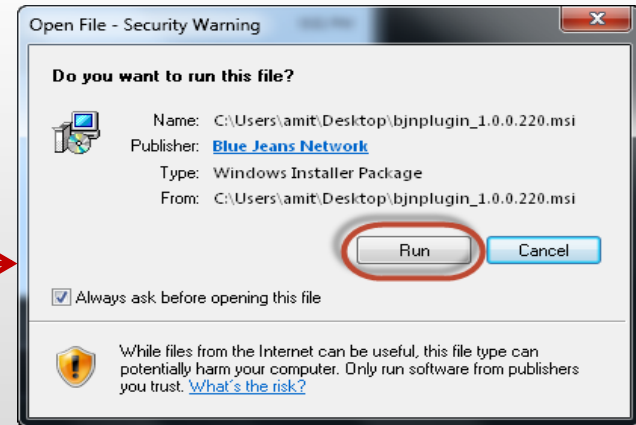 Open File - Security Warning
Do you want to run this file?
Name: C:\Users\amit\Desktop\bjnplugin_1.0.0.220.msi
Publisher: Blue Jeans Network
Type: Windows Installer Package
From: C:\Users\amit\Desktop\bjnplugin_1.0.0.220.msi
Run Cancel
Always ask before opening this file
While files from the Internet can be useful, this file type can
potentially harm your computer. Only run software from publishers
you trust. What's the risk?